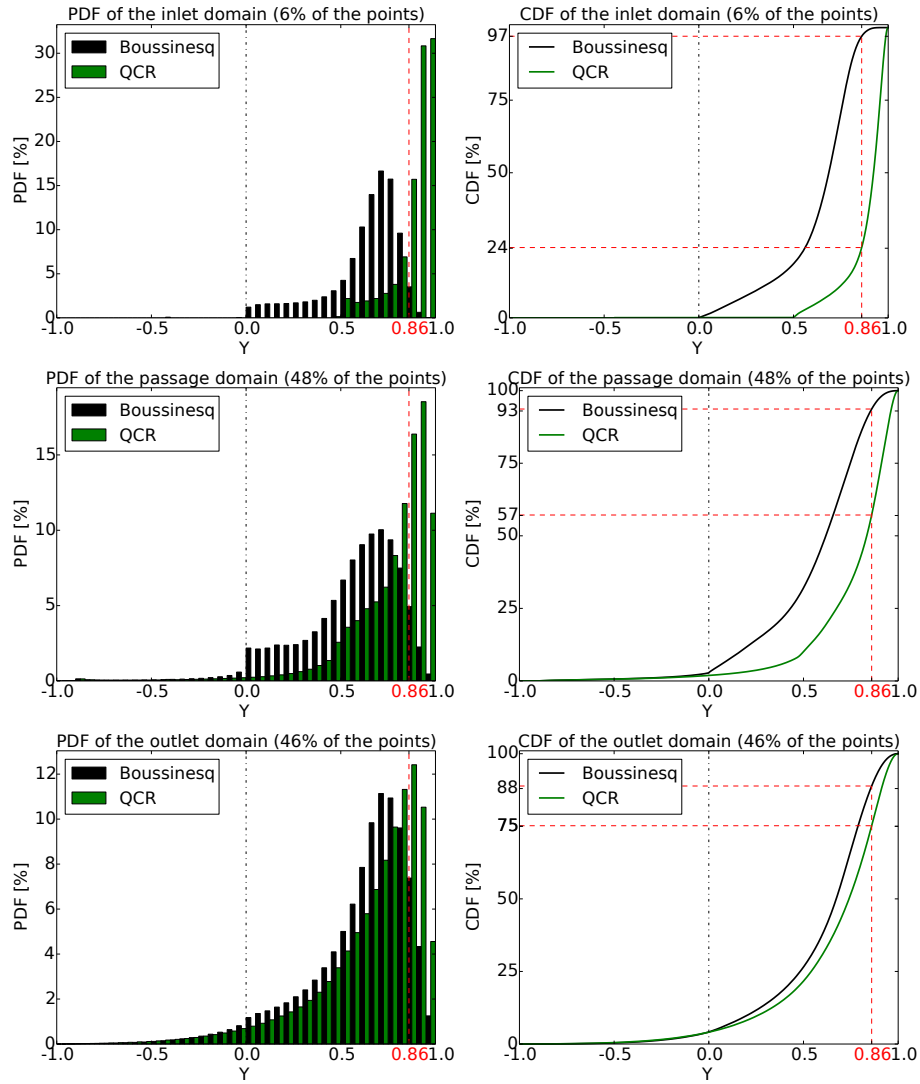 PDF of the inlet domain (6% of the points)
PDF [%]
30
25
20
15
10
5
0
Boussinesq
QCR
-1.0
-0.5
0.0
0.5
0.86
1.0
Y
CDF of the inlet domain (6% of the points)
CDF [%]
97
75
50
24
0
Boussinesq
QCR
-1.0
0.0
0.5
0.86
1.0
Y
PDF of the passage domain (48% of the points)
PDF [%]
15
10
5
0
Boussinesq
QCR
-1.0
-0.5
0.0
0.5
0.86
1.0
Y
CDF of the passage domain (48% of the points)
CDF [%]
100
93
75
57
50
25
0
Boussinesq
QCR
-1.0
-0.5
0.0
0.5
0.86
1.0
Y
PDF of the outlet domain (46% of the points)
PDF [%]
12
10
8
6
4
2
0
Boussinesq
QCR
-1.0
-0.5
0.0
0.5
0.86
1.0
Y
CDF of the outlet domain (46% of the points)
CDF [%]
100
88
75
50
25
0
Boussinesq
QCR
-1.0
-0.5
0.0
0.5
0.86
1.0
Y